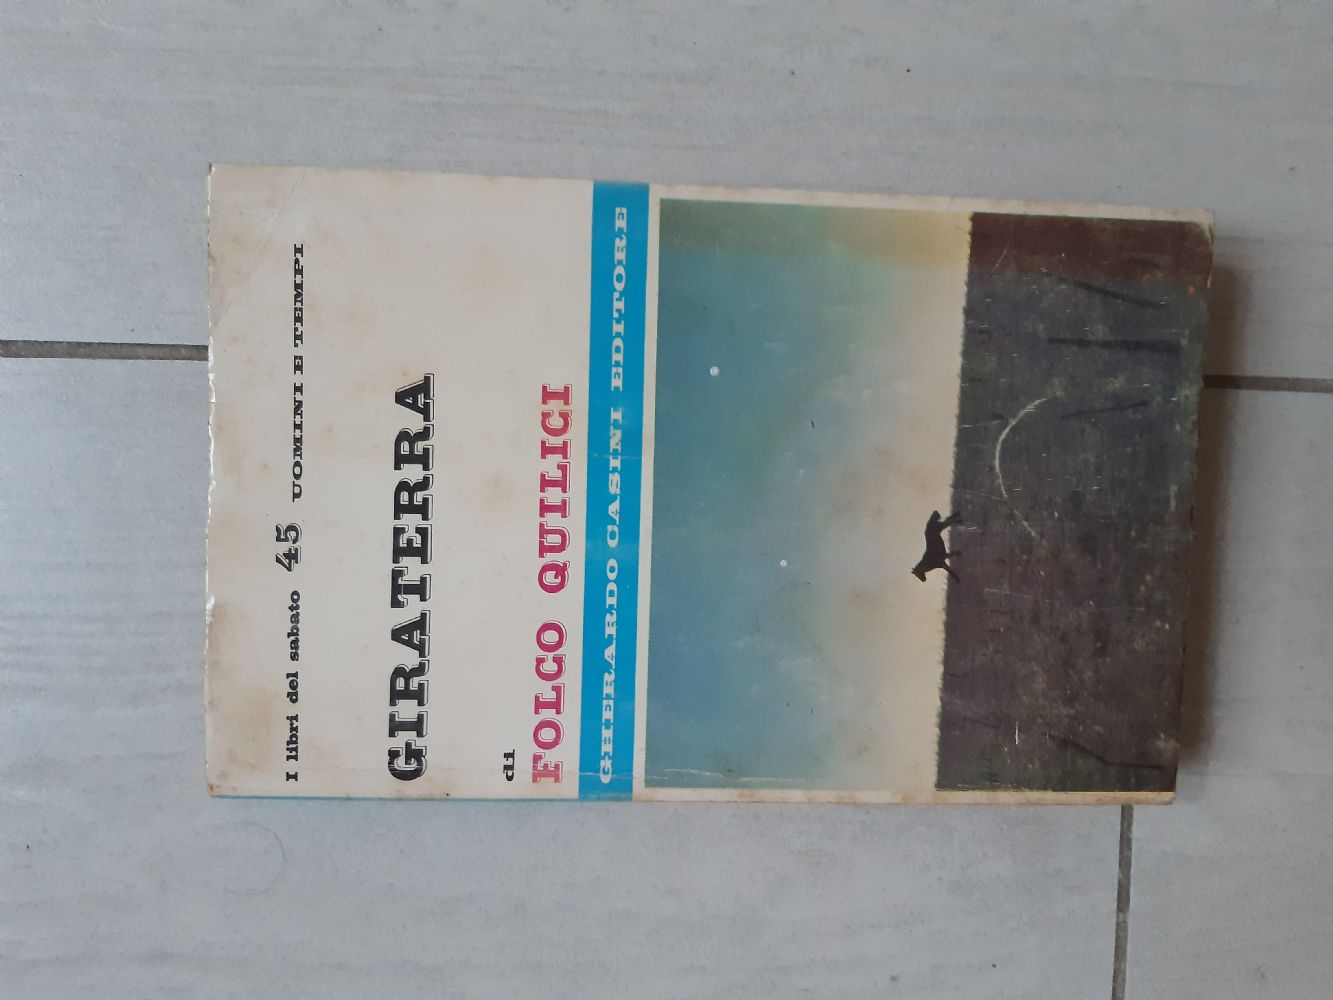 I libri del sabato 45 UOMINI E TEMPI
GIRATERRA
di
FOLCO QUILICI
GHERARDO CASINI EDITORE